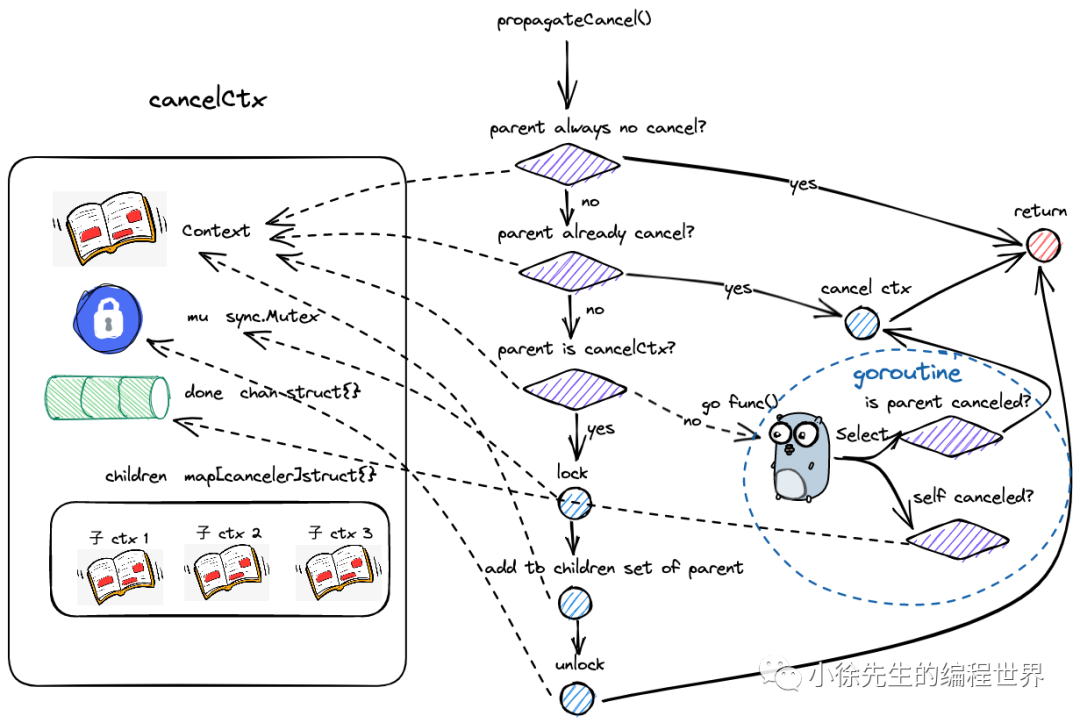 propagateCancel()
cancelCtx
parent always no cancel?
yes
no
return
Context
parent already cancel?
yes
cancel ctx
no
mu sync.Mutex
parent is cancelCtx?
goroutine
done chan struct{}
go func()
is parent canceled?
no
yes
Select
lock
children map[canceler]struct{}
self canceled?
子 ctx 1
子 ctx 2
子 ctx 3
add to children set of parent
unlock
小徐先生的编程世界